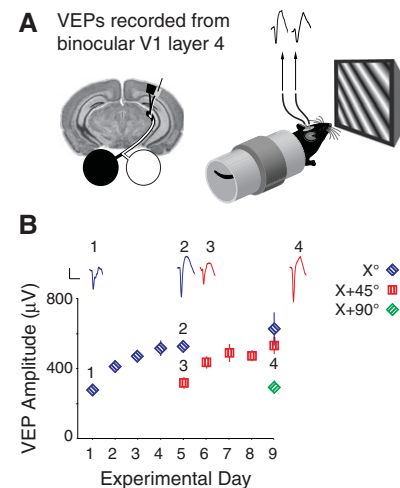 A VEPs recorded from
binocular V1 layer 4
B
1 2 3 4
X°
X+45°
X+90°
VEP Amplitude (μV)
800
400
0
1
2
3
4
1 2 3 4 5 6 7 8 9
Experimental Day